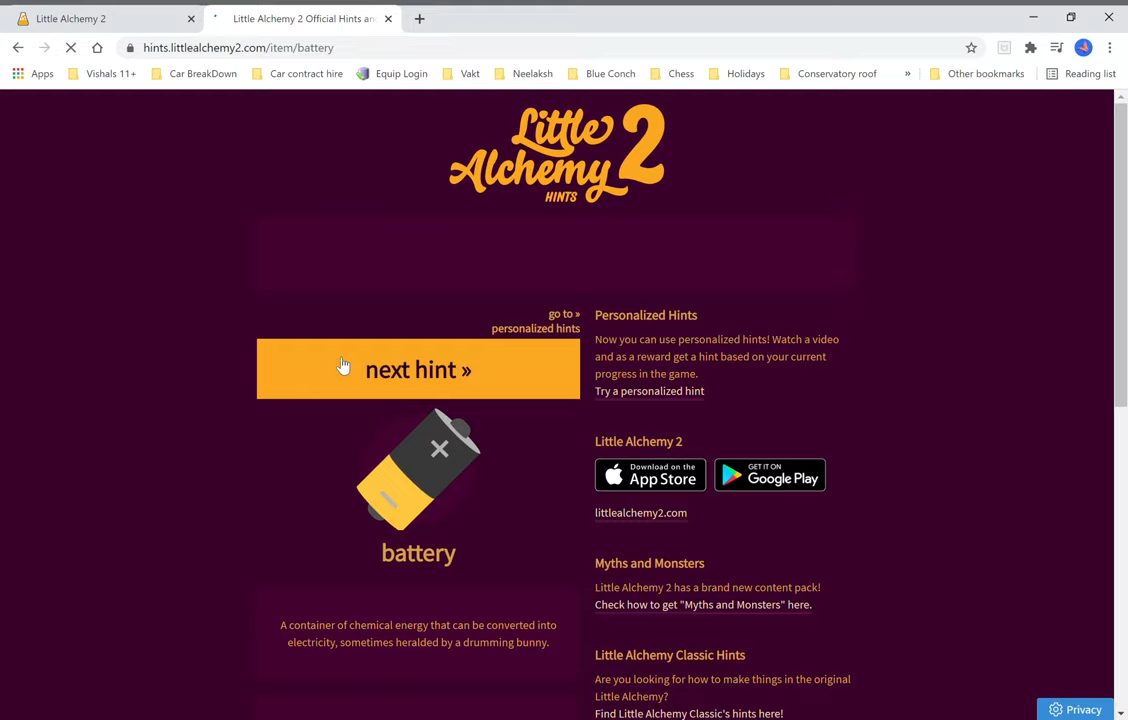 Little Alchemy 2
Little Alchemy 2 Official Hints an
hints.littlealchemy2.com/item/battery
Apps
Vishals 11+
Car BreakDown
Car contract hire
Equip Login
Vakt
Neelaksh
Blue Conch
Chess
Holidays
Conservatory roof
»
Other bookmarks
Reading list
Little
Alchemy 2
HINTS
go to »
personalized hints
next hint »
battery
A container of chemical energy that can be converted into
electricity, sometimes heralded by a drumming bunny.
Personalized Hints
Now you can use personalized hints! Watch a video
and as a reward get a hint based on your current
progress in the game.
Try a personalized hint
Little Alchemy 2
Download on the
App Store
GET IT ON
Google Play
littlealchemy2.com
Myths and Monsters
Little Alchemy 2 has a brand new content pack!
Check how to get "Myths and Monsters" here.
Little Alchemy Classic Hints
Are you looking for how to make things in the original
Little Alchemy?
Find Little Alchemy Classic's hints here!
Privacy